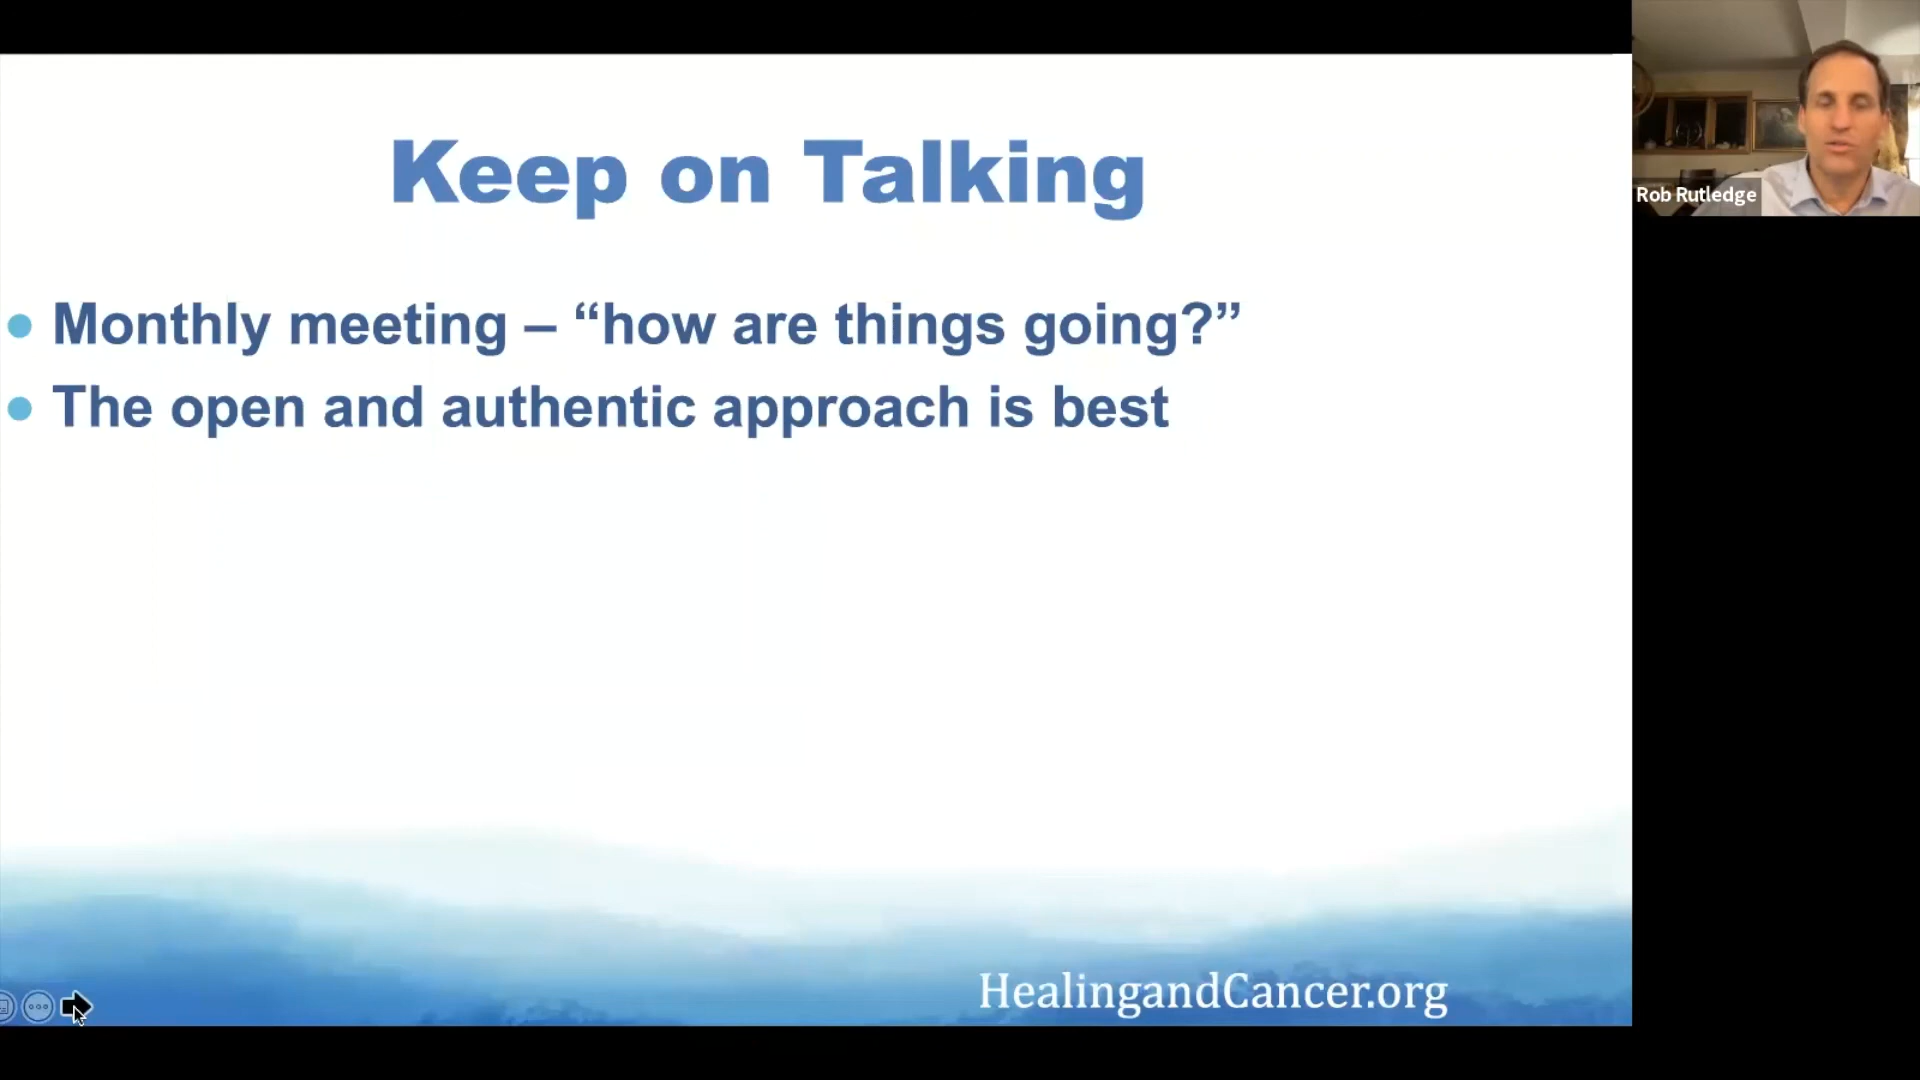 Keep on Talking
Monthly meeting – “how are things going?”
The open and authentic approach is best
HealingandCancer.org
Rob Rutledge